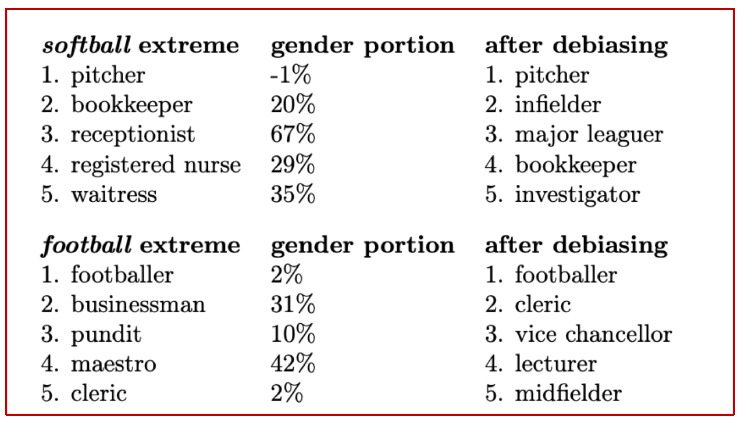 softball extreme gender portion after debiasing
1. pitcher -1% 1. pitcher
2. bookkeeper 20% 2. infielder
3. receptionist 67% 3. major leaguer
4. registered nurse 29% 4. bookkeeper
5. waitress 35% 5. investigator
football extreme gender portion after debiasing
1. footballer 2% 1. footballer
2. businessman 31% 2. cleric
3. pundit 10% 3. vice chancellor
4. maestro 42% 4. lecturer
5. cleric 2% 5. midfielder